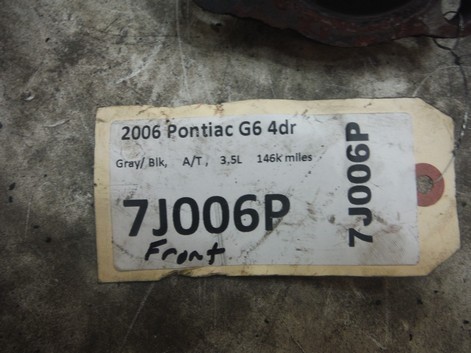 2006 Pontiac G6 4dr
Gray/ Blk, A/T , 3,5L 146k miles
7J006P
Front
7J006P